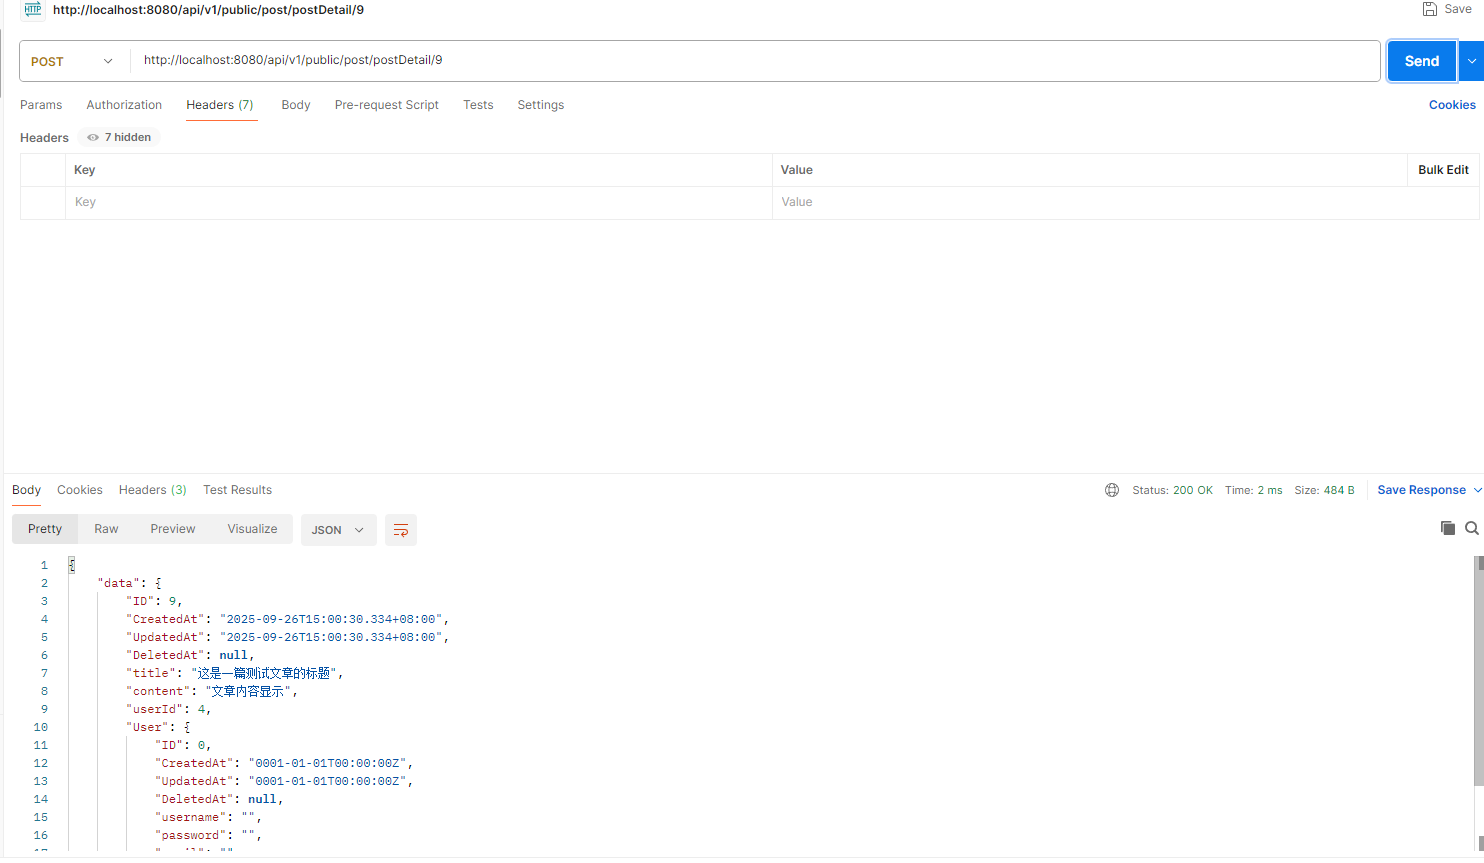 HTTP http://localhost:8080/api/v1/public/post/postDetail/9 Save
POST http://localhost:8080/api/v1/public/post/postDetail/9 Send
Params Authorization Headers (7) Body Pre-request Script Tests Settings Cookies
Headers 7 hidden
Key Value Bulk Edit
Key Value
Body Cookies Headers (3) Test Results Status: 200 OK Time: 2 ms Size: 484 B Save Response
Pretty Raw Preview Visualize JSON
1 {
2 "data": {
3 "ID": 9,
4 "CreatedAt": "2025-09-26T15:00:30.334+08:00",
5 "UpdatedAt": "2025-09-26T15:00:30.334+08:00",
6 "DeletedAt": null,
7 "title": "这是一篇测试文章的标题",
8 "content": "文章内容显示",
9 "userId": 4,
10 "User": {
11 "ID": 0,
12 "CreatedAt": "0001-01-01T00:00:00Z",
13 "UpdatedAt": "0001-01-01T00:00:00Z",
14 "DeletedAt": null,
15 "username": "",
16 "password": "",